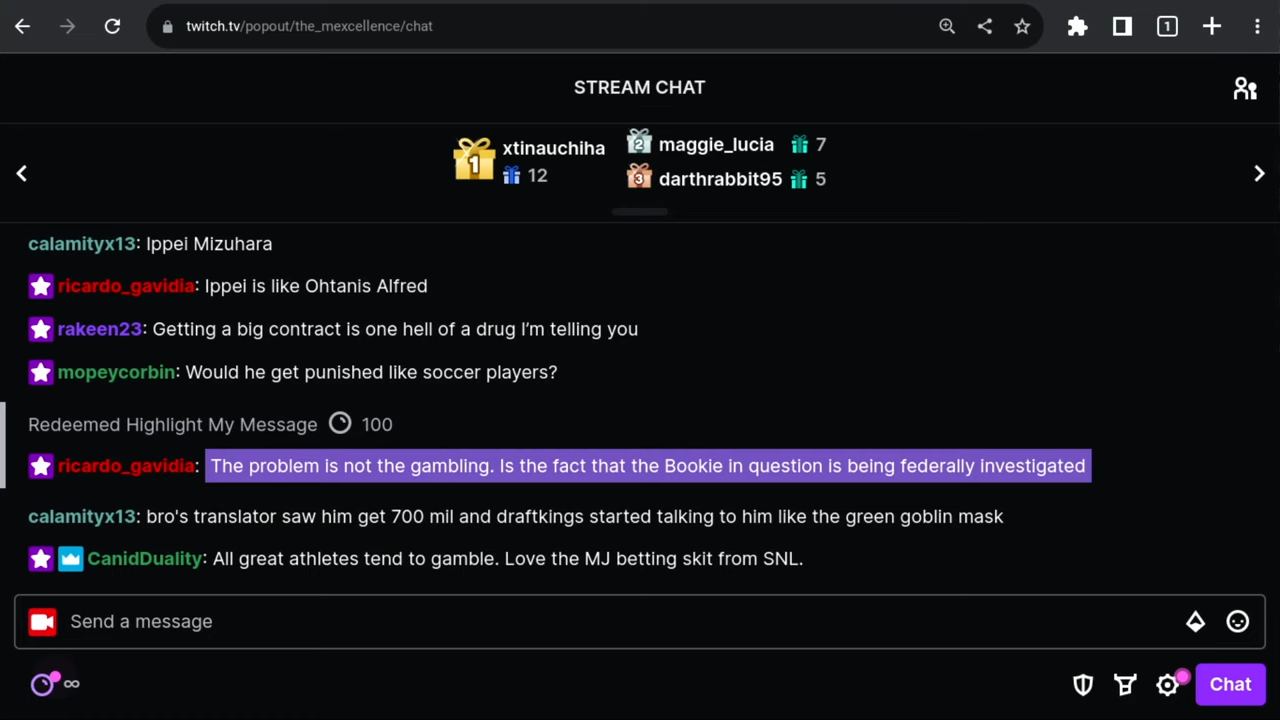 twitch.tv/popout/the_mexcellence/chat
1
STREAM CHAT
1 xtinauchiha
12
2 maggie_lucia 7
3 darthrabbit95 5
calamityx13: Ippei Mizuhara
ricardo_gavidia: Ippei is like Ohtanis Alfred
rakeen23: Getting a big contract is one hell of a drug I’m telling you
mopeycorbin: Would he get punished like soccer players?
Redeemed Highlight My Message 100
ricardo_gavidia: The problem is not the gambling. Is the fact that the Bookie in question is being federally investigated
calamityx13: bro's translator saw him get 700 mil and draftkings started talking to him like the green goblin mask
CanidDuality: All great athletes tend to gamble. Love the MJ betting skit from SNL.
Send a message
∞
Chat